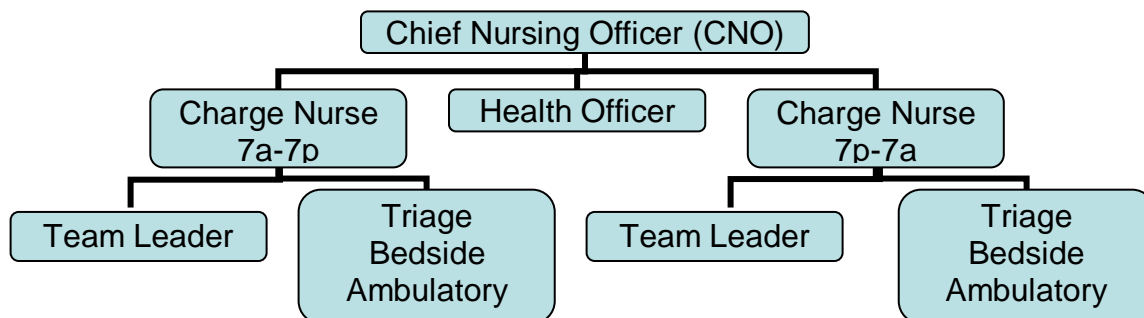 Chief Nursing Officer (CNO)
Charge Nurse
7a-7p
Health Officer
Charge Nurse
7p-7a
Team Leader
Triage
Bedside
Ambulatory
Team Leader
Triage
Bedside
Ambulatory